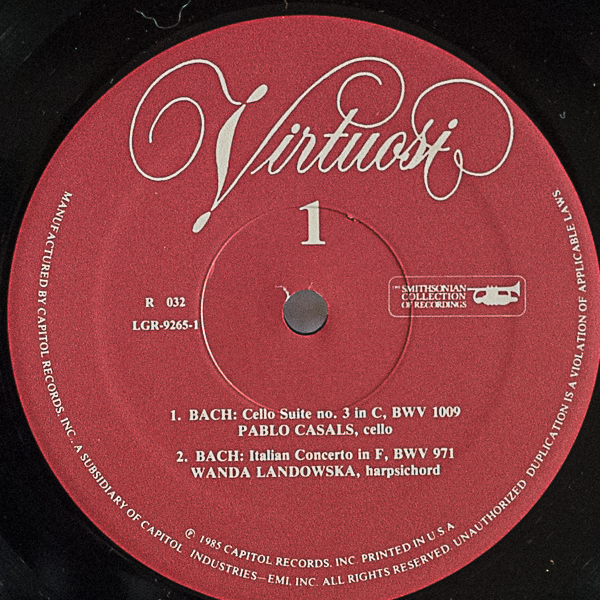 Virtuosi
1
R 032
LGR-9265-1
THE SMITHSONIAN
COLLECTION
OF RECORDINGS
1. BACH: Cello Suite no. 3 in C, BWV 1009
PABLO CASALS, cello
2. BACH: Italian Concerto in F, BWV 971
WANDA LANDOWSKA, harpsichord
℗ 1985 CAPITOL RECORDS, INC. PRINTED IN U.S.A.
MANUFACTURED BY CAPITOL RECORDS, INC., A SUBSIDIARY OF CAPITOL INDUSTRIES—EMI, INC. ALL RIGHTS RESERVED. UNAUTHORIZED DUPLICATION IS A VIOLATION OF APPLICABLE LAWS